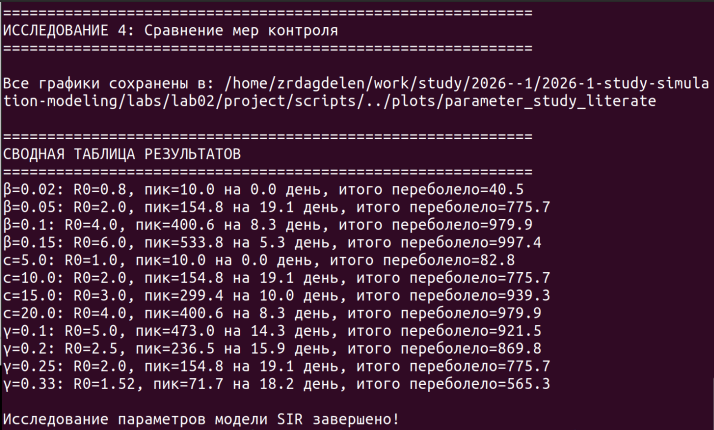 ============================================================
ИССЛЕДОВАНИЕ 4: Сравнение мер контроля
============================================================
Все графики сохранены в: /home/zrdagdelen/work/study/2026--1/2026-1-study-simula
tion-modeling/labs/lab02/project/scripts/../plots/parameter_study_literate
============================================================
СВОДНАЯ ТАБЛИЦА РЕЗУЛЬТАТОВ
============================================================
β=0.02: R0=0.8, пик=10.0 на 0.0 день, итого переболело=40.5
β=0.05: R0=2.0, пик=154.8 на 19.1 день, итого переболело=775.7
β=0.1: R0=4.0, пик=400.6 на 8.3 день, итого переболело=979.9
β=0.15: R0=6.0, пик=533.8 на 5.3 день, итого переболело=997.4
c=5.0: R0=1.0, пик=10.0 на 0.0 день, итого переболело=82.8
c=10.0: R0=2.0, пик=154.8 на 19.1 день, итого переболело=775.7
c=15.0: R0=3.0, пик=299.4 на 10.0 день, итого переболело=939.3
c=20.0: R0=4.0, пик=400.6 на 8.3 день, итого переболело=979.9
γ=0.1: R0=5.0, пик=473.0 на 14.3 день, итого переболело=921.5
γ=0.2: R0=2.5, пик=236.5 на 15.9 день, итого переболело=869.8
γ=0.25: R0=2.0, пик=154.8 на 19.1 день, итого переболело=775.7
γ=0.33: R0=1.52, пик=71.7 на 18.2 день, итого переболело=565.3
Исследование параметров модели SIR завершено!